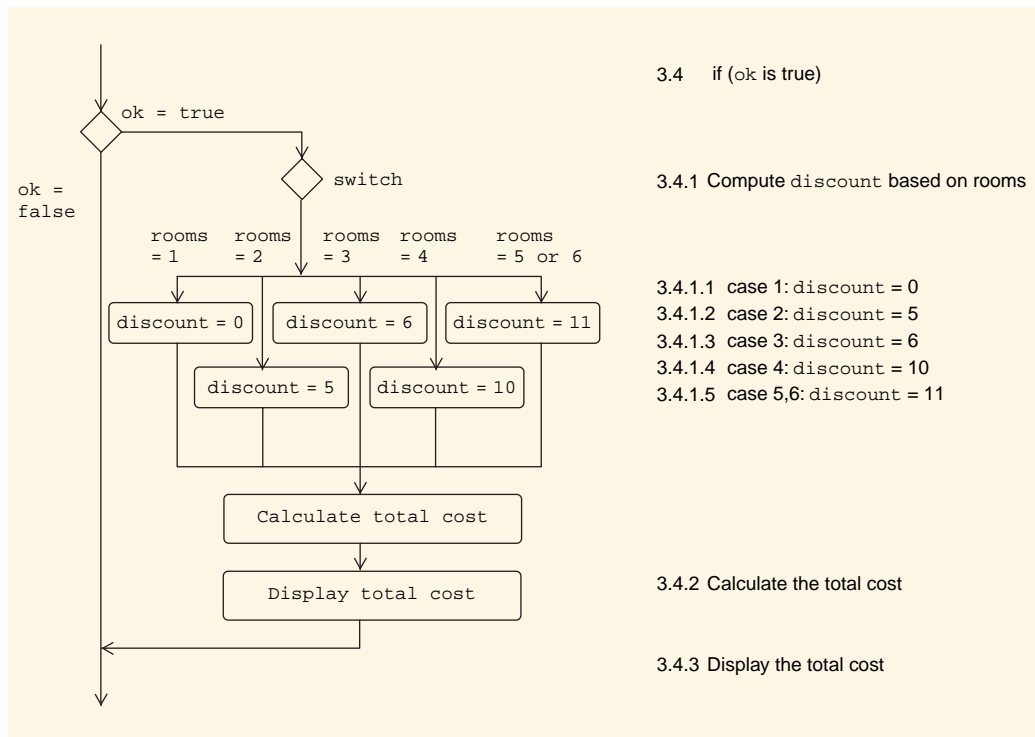 ok = true
switch
ok =
false
rooms rooms rooms rooms rooms
= 1 = 2 = 3 = 4 = 5 or 6
discount = 0 discount = 6 discount = 11
discount = 5 discount = 10
Calculate total cost
Display total cost
3.4 if (ok is true)
3.4.1 Compute discount based on rooms
3.4.1.1 case 1: discount = 0
3.4.1.2 case 2: discount = 5
3.4.1.3 case 3: discount = 6
3.4.1.4 case 4: discount = 10
3.4.1.5 case 5,6: discount = 11
3.4.2 Calculate the total cost
3.4.3 Display the total cost